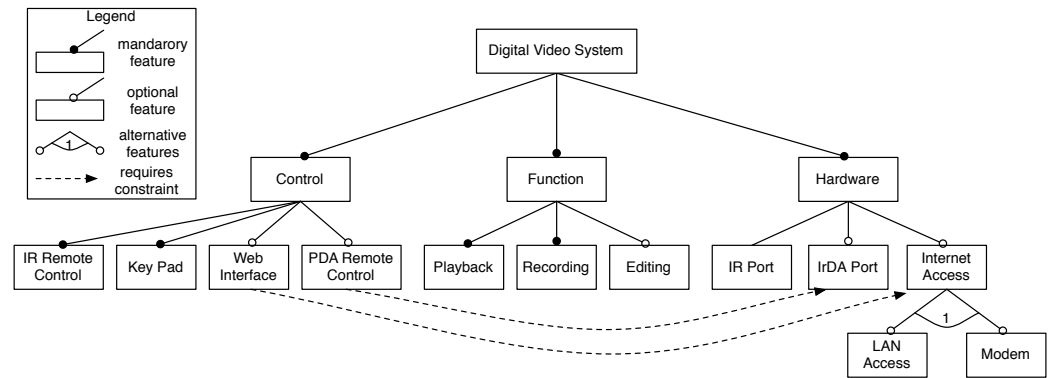 Legend
mandarory
feature
optional
feature
1
alternative
features
requires
constraint
Digital Video System
Control
Function
Hardware
IR Remote
Control
Key Pad
Web
Interface
PDA Remote
Control
Playback
Recording
Editing
IR Port
IrDA Port
Internet
Access
1
LAN
Access
Modem